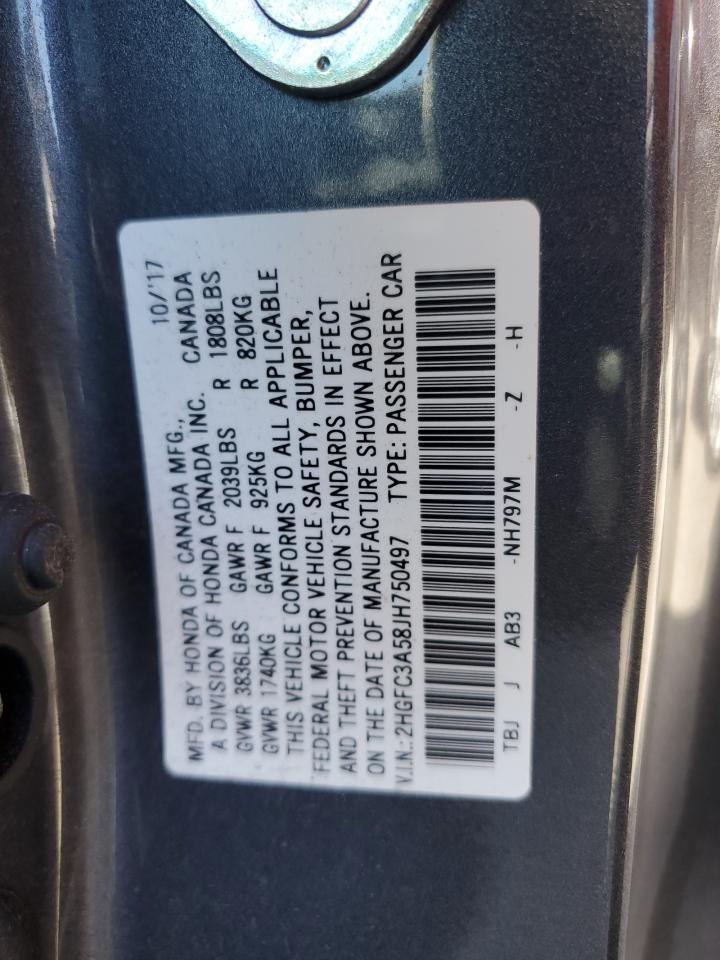 10/'17
MFD. BY HONDA OF CANADA MFG.,
A DIVISION OF HONDA CANADA INC. CANADA
GVWR 3836LBS GAWR F 2039LBS R 1808LBS
GVWR 1740KG GAWR F 925KG R 820KG
THIS VEHICLE CONFORMS TO ALL APPLICABLE
FEDERAL MOTOR VEHICLE SAFETY, BUMPER,
AND THEFT PREVENTION STANDARDS IN EFFECT
ON THE DATE OF MANUFACTURE SHOWN ABOVE.
V.I.N.: 2HGFC3A58JH750497 TYPE: PASSENGER CAR
TBJ J AB3 -NH797M -Z -H